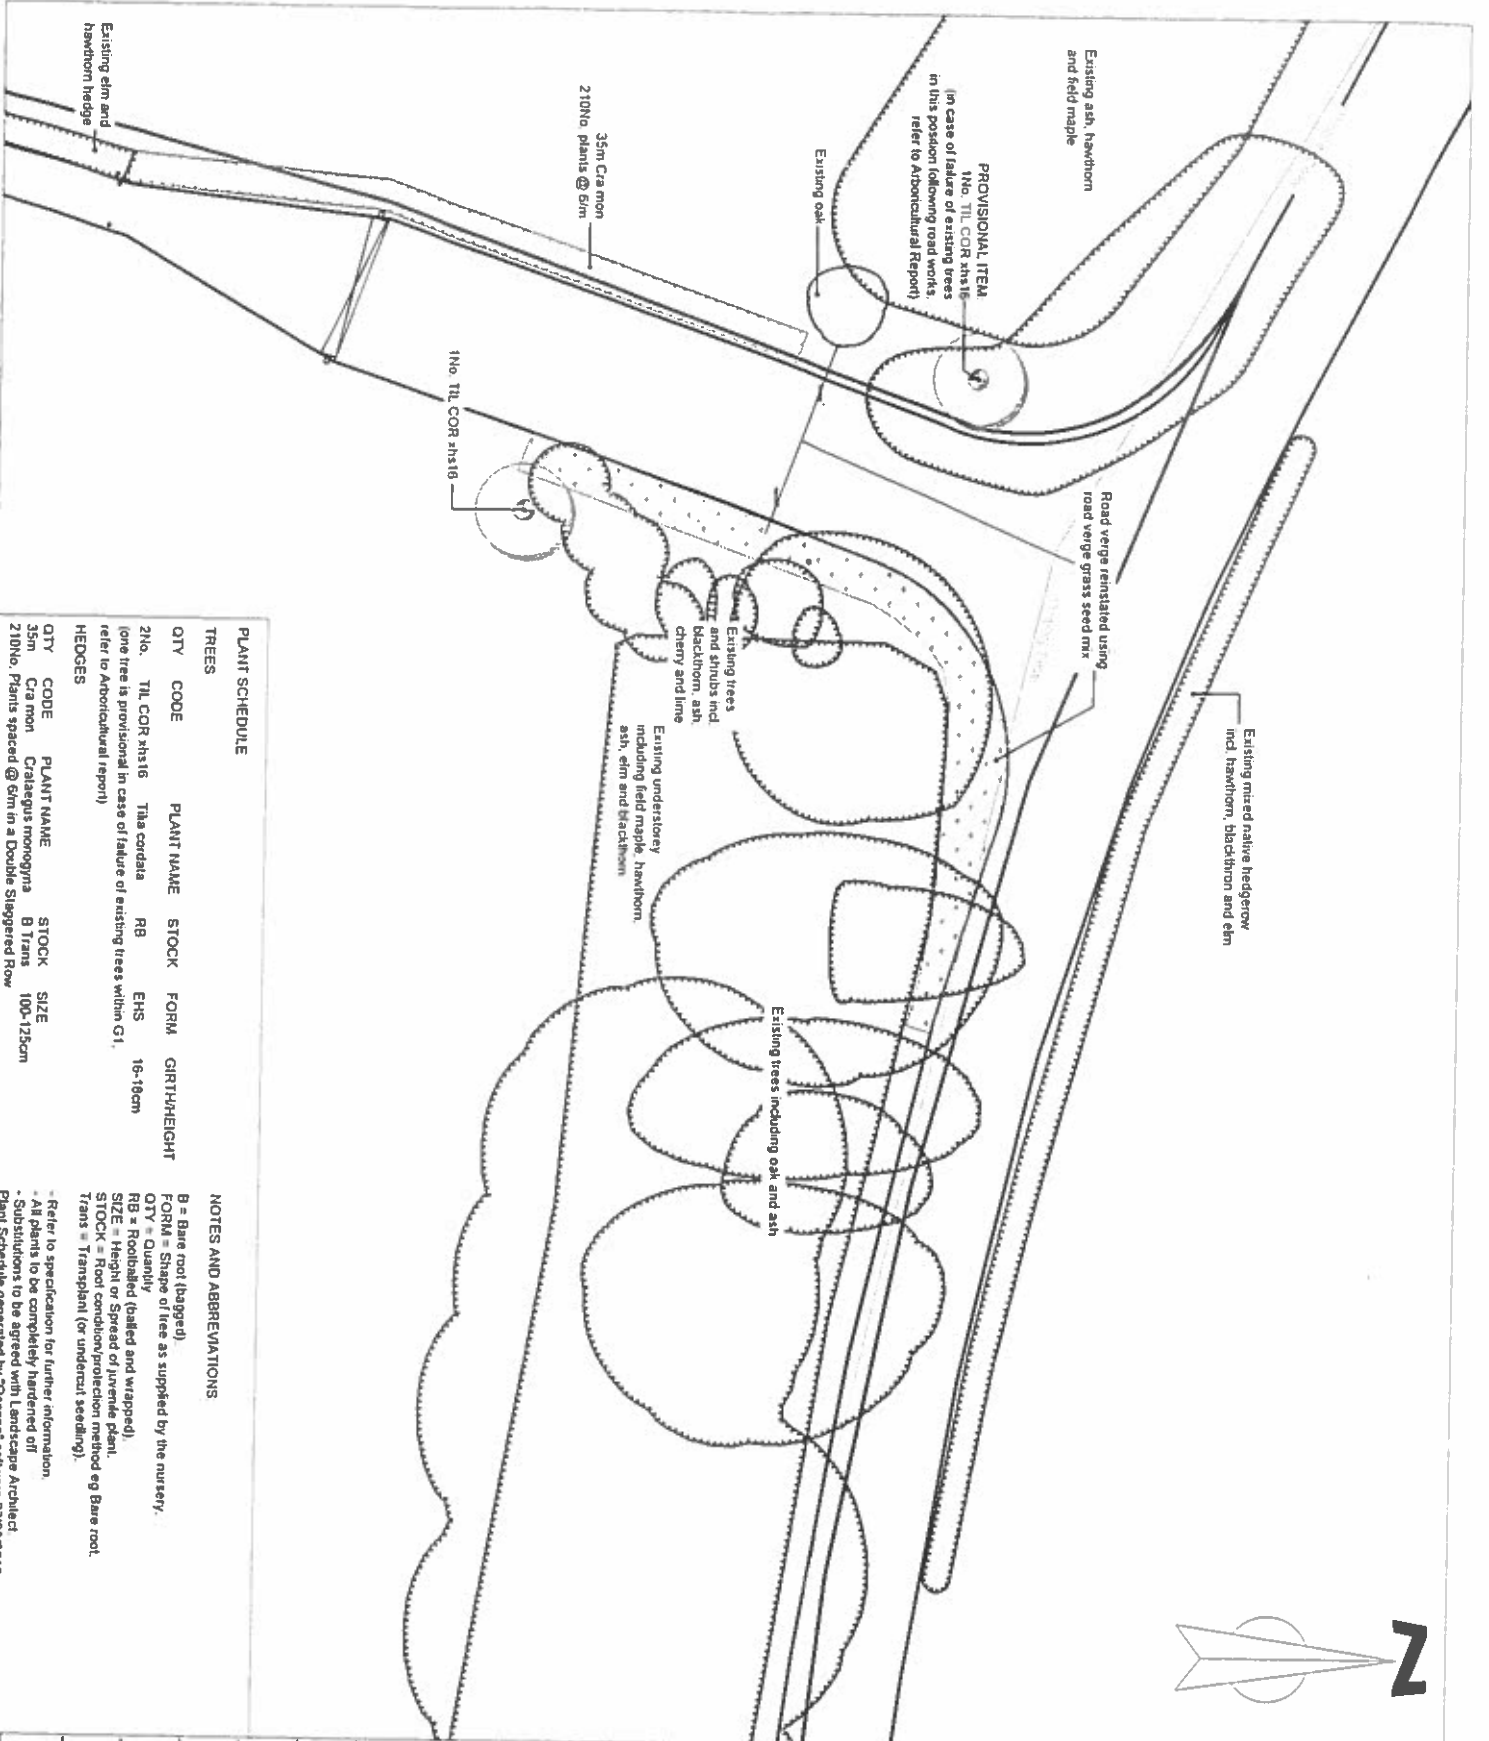 Existing ash, hawthorn
and field maple
PROVISIONAL ITEM:
1No. TIL COR xhs16
(in case of failure of existing trees
in this position following road works,
refer to Arboricultural Report)
Existing oak
35m Cra mon
210No. plants @ 6/m
Existing elm and
hawthorn hedge
1No. TIL COR xhs16
Road verge reinstated using
road verge grass seed mix
Existing mixed native hedgerow
incl. hawthorn, blackthron and elm
Existing trees
and shrubs incl.
blackthorn, ash,
cherry and lime
Existing understorey
including field maple, hawthorn,
ash, elm and blackthorn
Existing trees including oak and ash
N
PLANT SCHEDULE
TREES
QTY CODE PLANT NAME STOCK FORM GIRTH/HEIGHT
2No. TIL COR xhs16 Tilia cordata RB EHS 16-18cm
(one tree is provisional in case of failure of existing trees within G1,
refer to Arboricultural report)
HEDGES
QTY CODE PLANT NAME STOCK SIZE
35m Cra mon Crataegus monogyna B Trans 100-125cm
210No. Plants spaced @ 6/m in a Double Staggered Row
NOTES AND ABBREVIATIONS
B = Bare root (bagged).
FORM = Shape of tree as supplied by the nursery.
QTY = Quantity
RB = Rootballed (balled and wrapped).
SIZE = Height or Spread of juvenile plant.
STOCK = Root condition/protection method eg Bare root.
Trans = Transplant (or undercut seedling).
- Refer to specification for further information.
- All plants to be completely hardened off
- Substitutions to be agreed with Landscape Architect.
Plant Schedule generated by